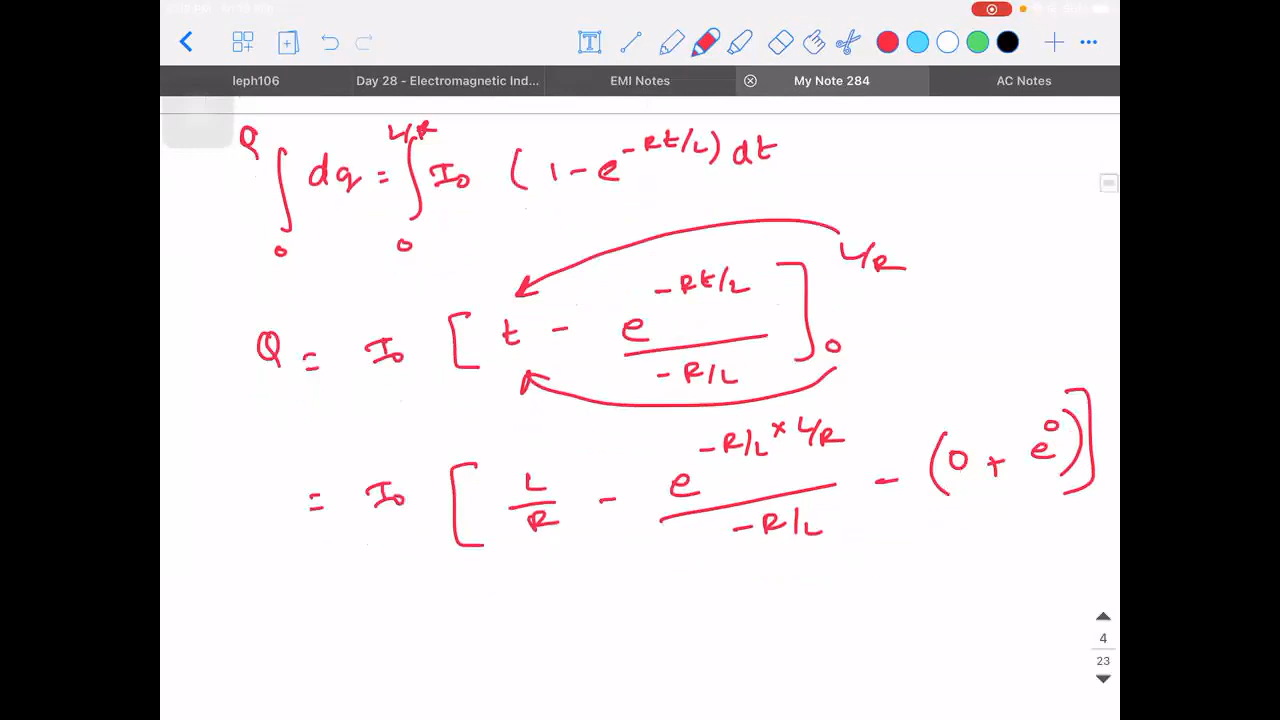 leph106 Day 28 - Electromagnetic Ind... EMI Notes My Note 284 AC Notes
Q∫0 dq = L/R∫0 I0 (1 - e^-Rt/L) dt
Q = I0 [ t - e^-Rt/L / -R/L ]0 L/R
= I0 [ L/R - e^-R/L × L/R / -R/L - (0 + e^0) ]
4
23